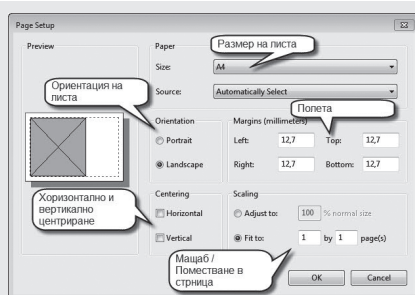 Page Setup
Preview
Paper
Размер на листа
Size:
A4
Ориентация на
листа
Source:
Automatically Select
Полета
Orientation
Margins (millimeters)
Portrait
Left:
12,7
Top:
12,7
Landscape
Right:
12,7
Bottom:
12,7
Хоризонтално и
вертикално
центриране
Centering
Scaling
Horizontal
Adjust to:
100
% normal size
Vertical
Fit to:
1
by
1
page(s)
Мащаб /
Поместване в
стрница
OK
Cancel